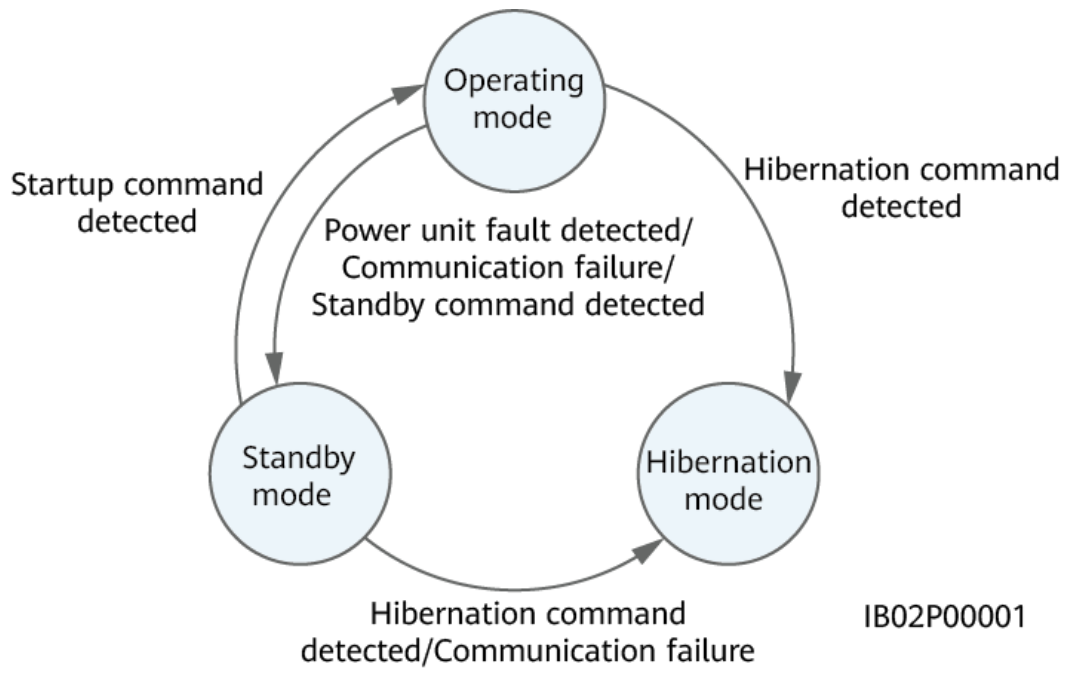 Operating
mode
Startup command
detected
Hibernation command
detected
Power unit fault detected/
Communication failure/
Standby command detected
Standby
mode
Hibernation
mode
Hibernation command
detected/Communication failure
IB02P00001